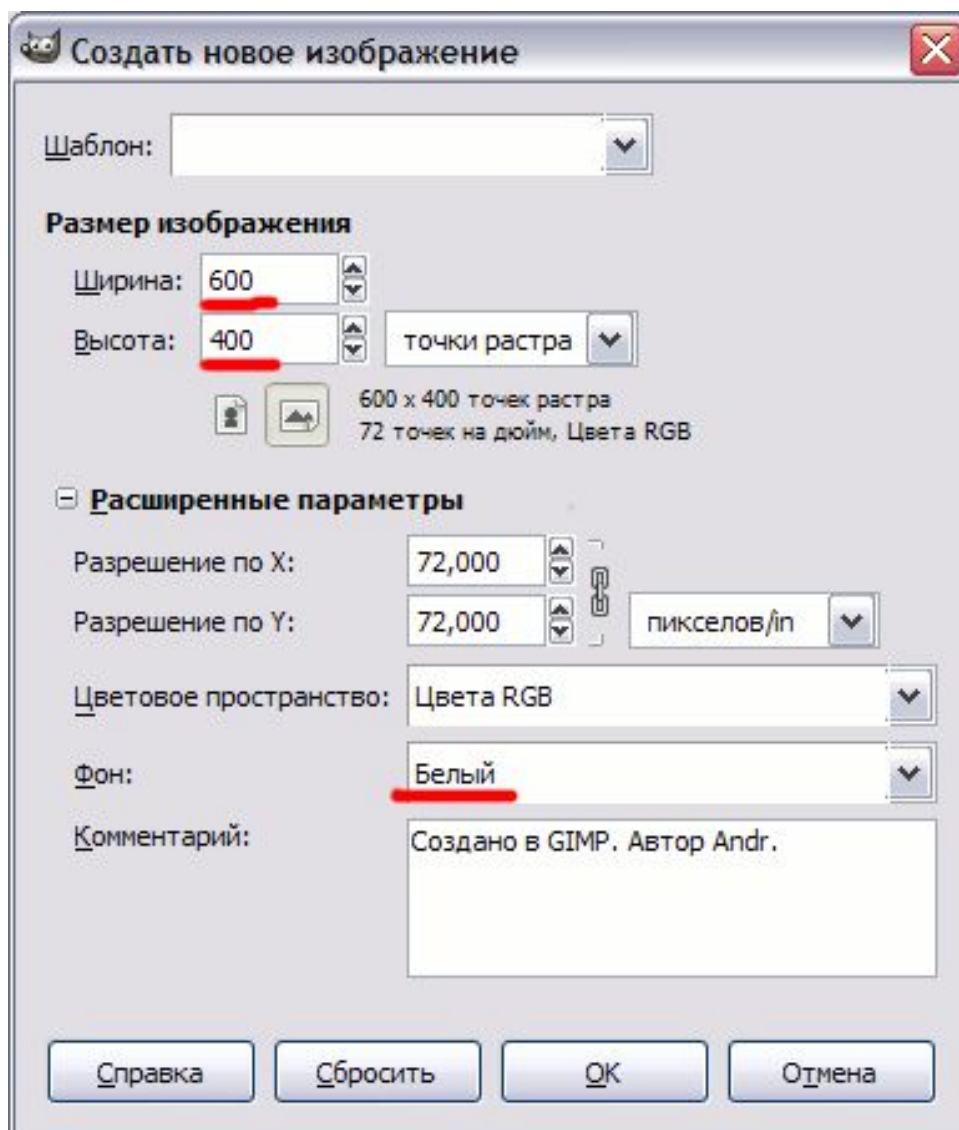 Создать новое изображение
Шаблон:
Размер изображения
Ширина: 600
Высота: 400 точки растра
600 x 400 точек растра
72 точек на дюйм, Цвета RGB
Расширенные параметры
Разрешение по X: 72,000
Разрешение по Y: 72,000 пикселов/in
Цветовое пространство: Цвета RGB
Фон: Белый
Комментарий: Создано в GIMP. Автор Andr.
Справка Сбросить OK Отмена